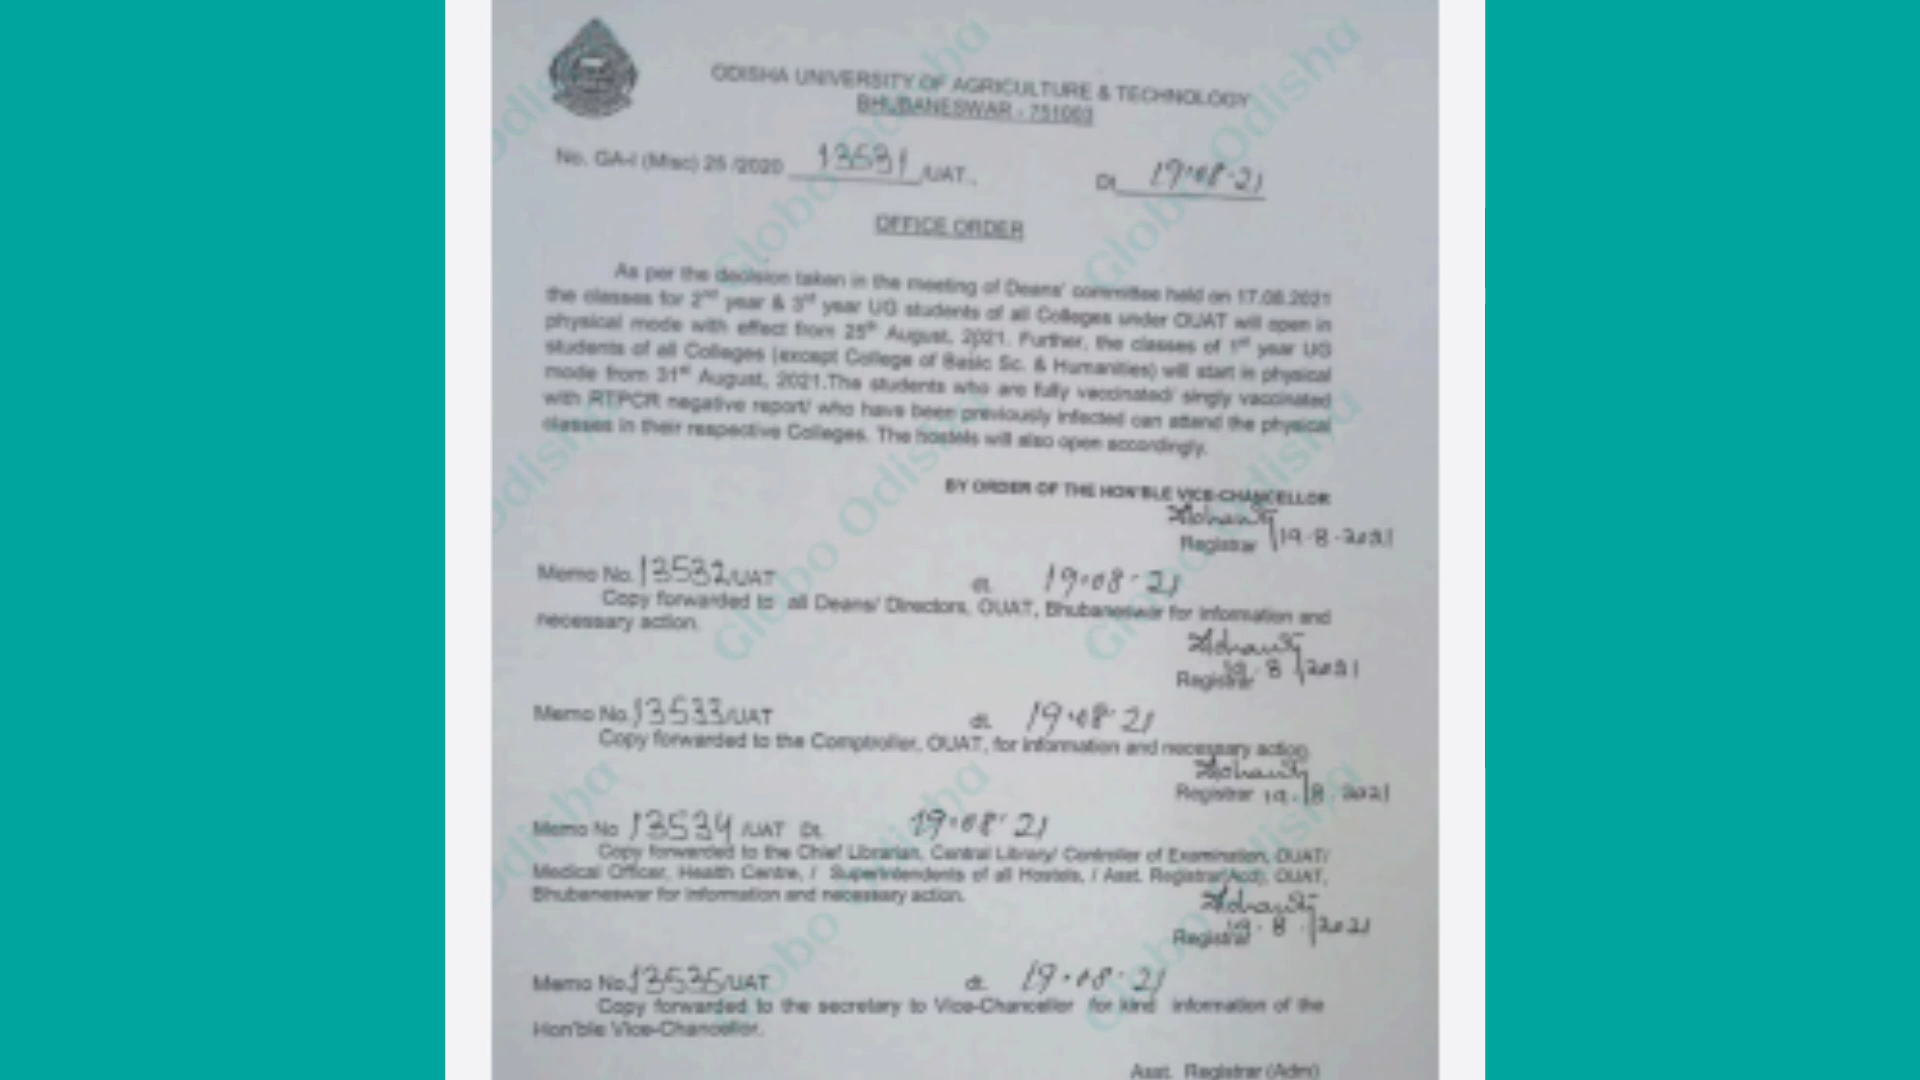 ODISHA UNIVERSITY OF AGRICULTURE & TECHNOLOGY
BHUBANESWAR - 751003
No. GA-I (Misc) 25 /2020 13531 /UAT.,
Dt 19.08.21
OFFICE ORDER
As per the decision taken in the meeting of Deans' committee held on 17.08.2021
the classes for 2nd year & 3rd year UG students of all Colleges under OUAT will open in
physical mode with effect from 25th August, 2021. Further, the classes of 1st year UG
students of all Colleges (except College of Basic Sc. & Humanities) will start in physical
mode from 31st August, 2021.The students who are fully vaccinated/ singly vaccinated
with RTPCR negative report/ who have been previously infected can attend the physical
classes in their respective Colleges. The hostels will also open accordingly.
BY ORDER OF THE HON'BLE VICE-CHANCELLOR
Registrar 19.8.2021
Memo No. 13532/UAT dt. 19.08.21
Copy forwarded to all Deans/ Directors, OUAT, Bhubaneswar for information and
necessary action.
19.8.2021
Registrar
Memo No. 13533/UAT dt. 19.08.21
Copy forwarded to the Comptroller, OUAT, for information and necessary action
Registrar 19.8.2021
Memo No 13534 /UAT Dt. 19.08.21
Copy forwarded to the Chief Librarian, Central Library/ Controller of Examination, OUAT/
Medical Officer, Health Centre, / Superintendents of all Hostels, / Asst. Registrar(Acd), OUAT,
Bhubaneswar for information and necessary action.
19.8.2021
Registrar
Memo No. 13535/UAT dt. 19.08.21
Copy forwarded to the secretary to Vice-Chancellor for kind information of the
Hon'ble Vice-Chancellor.
Asst. Registrar (Adm)
Globo Odisha